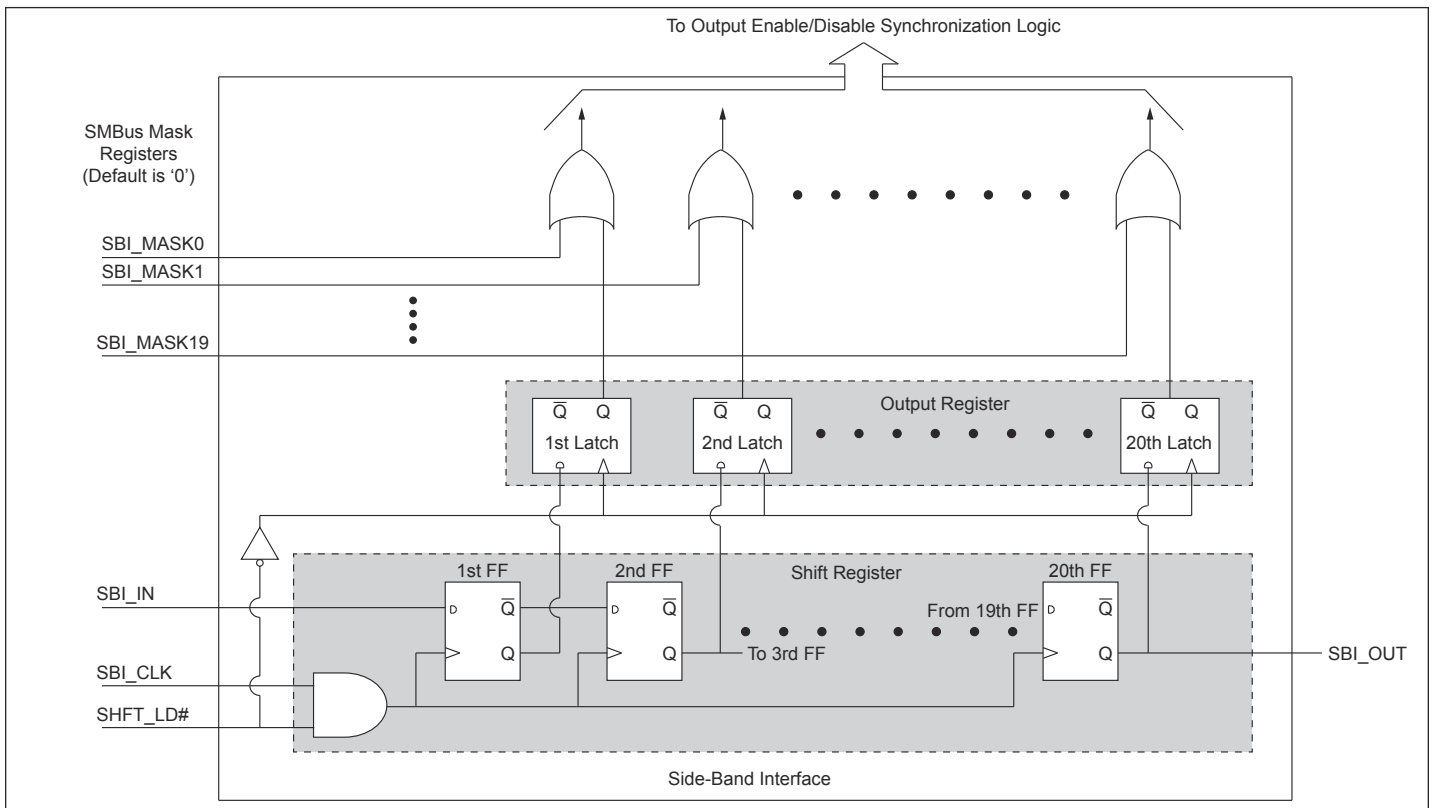 To Output Enable/Disable Synchronization Logic
SMBus Mask
Registers
(Default is ‘0’)
SBI_MASK0
SBI_MASK1
SBI_MASK19
Q̅ Q
1st Latch
Q̅ Q
2nd Latch
Output Register
Q̅ Q
20th Latch
1st FF
2nd FF
Shift Register
20th FF
SBI_IN
D Q̅
D Q̅
From 19th FF
D Q̅
Q
Q
To 3rd FF
Q
SBI_OUT
SBI_CLK
SHFT_LD#
Side-Band Interface